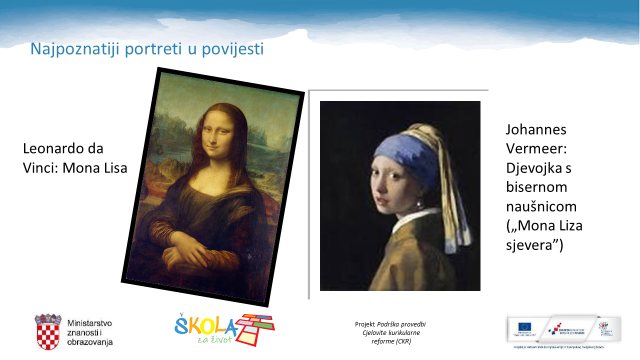 Najpoznatiji portreti u povijesti
Leonardo da
Vinci: Mona Lisa
Johannes
Vermeer:
Djevojka s
bisernom
naušnicom
(„Mona Liza
sjevera”)
Ministarstvo
znanosti i
obrazovanja
ŠKOLA
za život
Projekt Podrška provedbi
Cjelovite kurikularne
reforme (CKR)